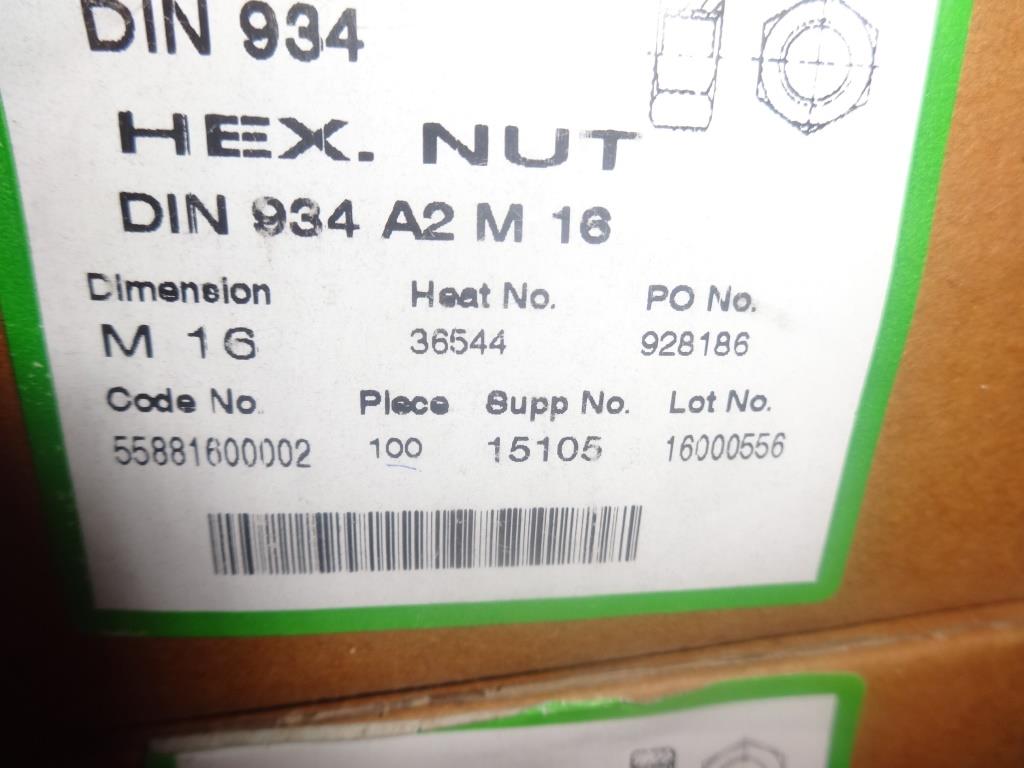 DIN 934
HEX. NUT
DIN 934 A2 M 16
Dimension Heat No. PO No.
M 16 36544 928186
Code No. Piece Supp No. Lot No.
55881600002 100 15105 16000556